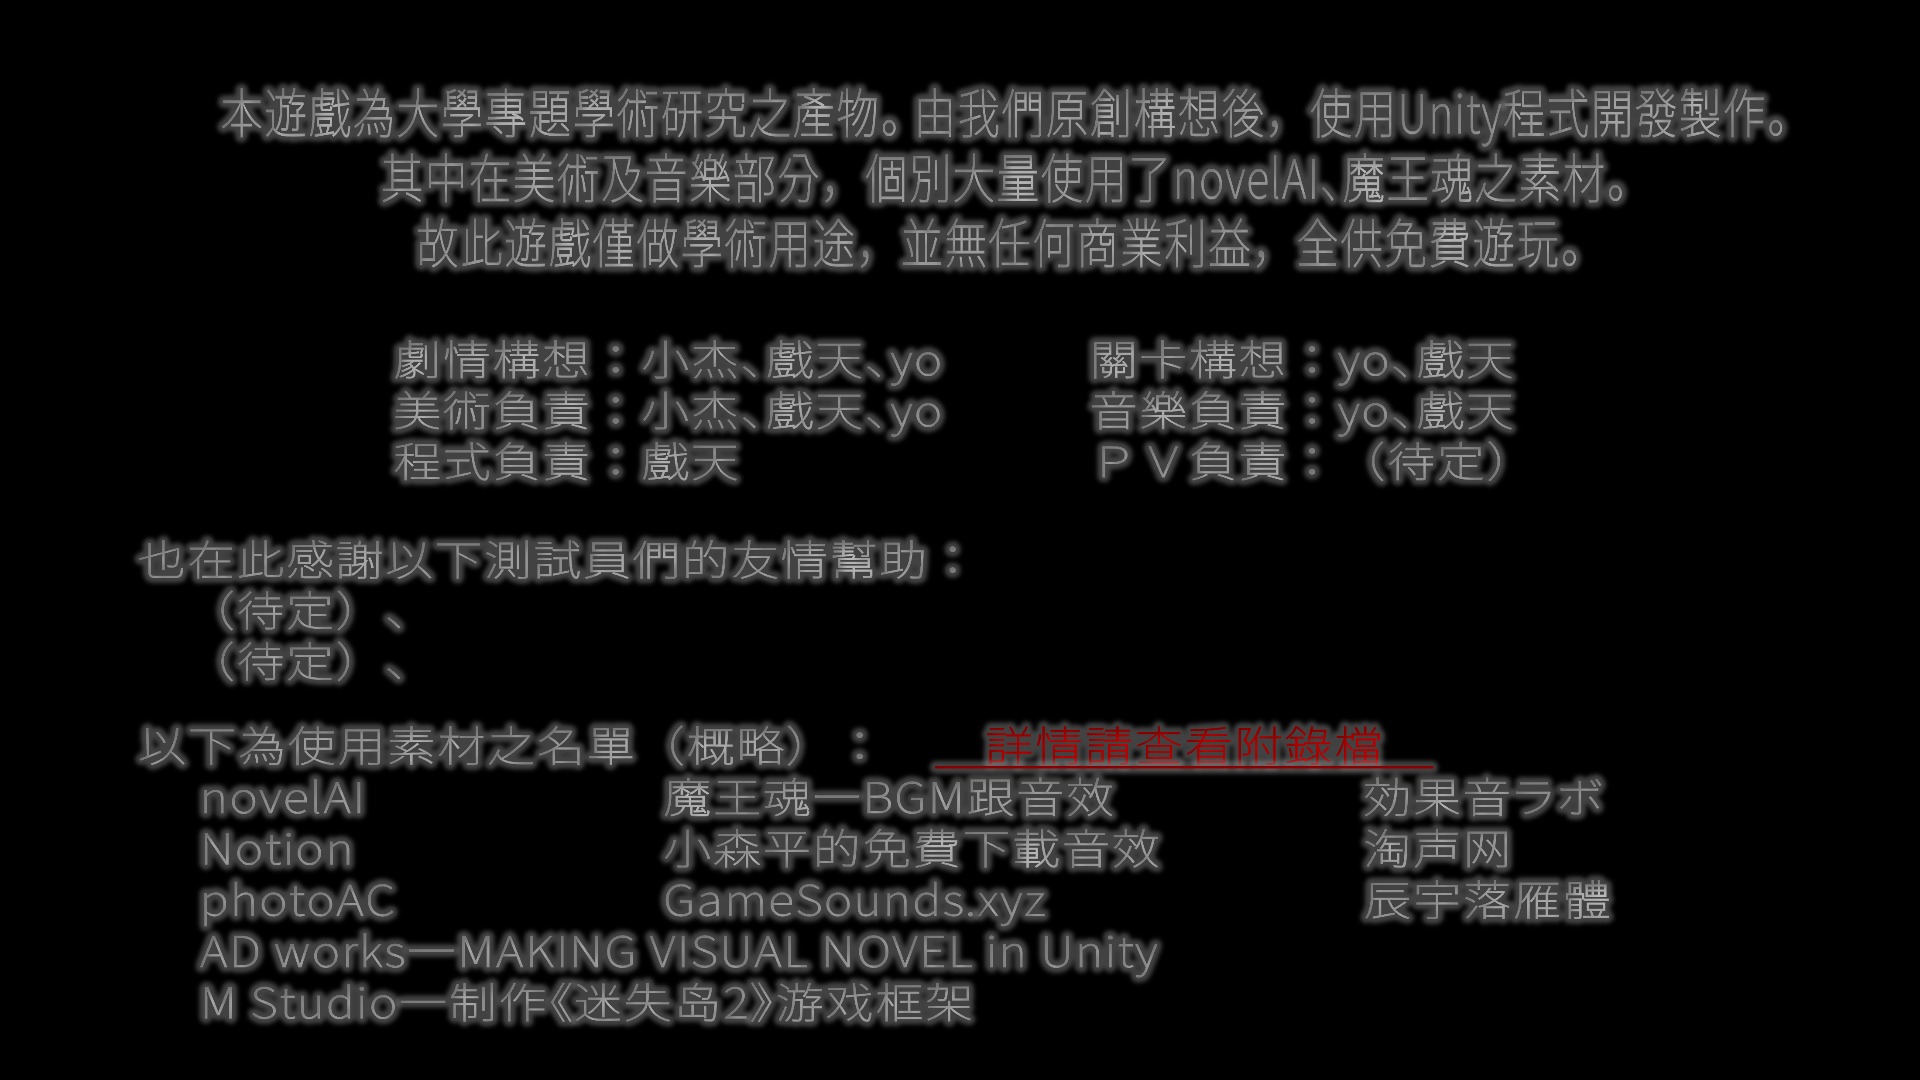 本遊戲為大學專題學術研究之產物。由我們原創構想後，使用Unity程式開發製作。
其中在美術及音樂部分，個別大量使用了novelAI、魔王魂之素材。
故此遊戲僅做學術用途，並無任何商業利益，全供免費遊玩。
劇情構想：小杰、戲天、yo 關卡構想：yo、戲天
美術負責：小杰、戲天、yo 音樂負責：yo、戲天
程式負責：戲天 ＰＶ負責：（待定）
也在此感謝以下測試員們的友情幫助：
（待定）、
（待定）、
以下為使用素材之名單（概略）： 詳情請查看附錄檔
novelAI 魔王魂—BGM跟音效 効果音ラボ
Notion 小森平的免費下載音效 淘声网
photoAC GameSounds.xyz 辰宇落雁體
AD works—MAKING VISUAL NOVEL in Unity
M Studio—制作《迷失岛2》游戏框架